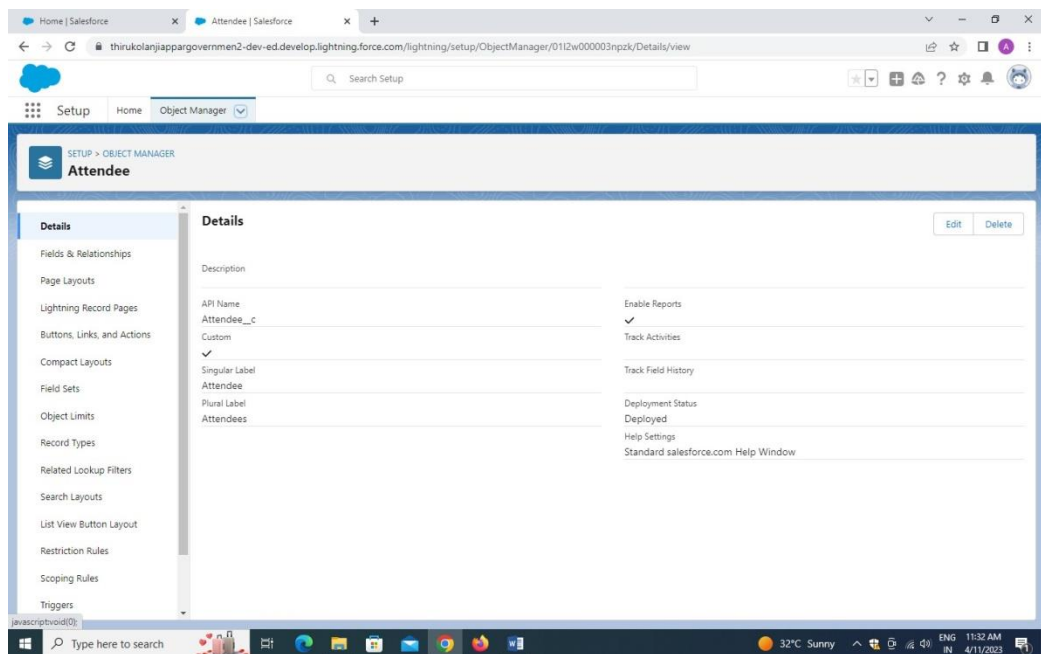 Home | Salesforce
Attendee | Salesforce
thirukolanjiappargovernmen2-dev-ed.develop.lightning.force.com/lightning/setup/ObjectManager/01I2w000003npzk/Details/view
A
Search Setup
Setup
Home
Object Manager
SETUP > OBJECT MANAGER
Attendee
Details
Fields & Relationships
Page Layouts
Lightning Record Pages
Buttons, Links, and Actions
Compact Layouts
Field Sets
Object Limits
Record Types
Related Lookup Filters
Search Layouts
List View Button Layout
Restriction Rules
Scoping Rules
Triggers
Details
Edit
Delete
Description
API Name
Attendee__c
Custom
Singular Label
Attendee
Plural Label
Attendees
Enable Reports
Track Activities
Track Field History
Deployment Status
Deployed
Help Settings
Standard salesforce.com Help Window
javascript:void(0);
Type here to search
32°C Sunny
ENG
IN
11:32 AM
4/11/2023